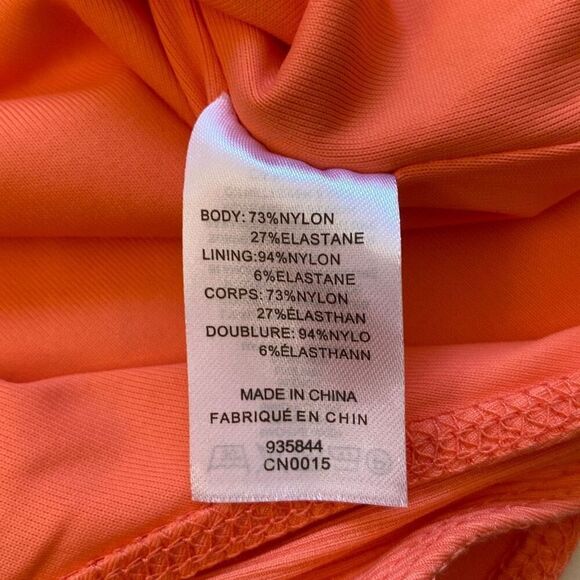 BODY: 73%NYLON
27%ELASTANE
LINING:94%NYLON
6%ELASTANE
CORPS: 73%NYLON
27%ÉLASTHAN
DOUBLURE: 94%NYLO
6%ÉLASTHANN
MADE IN CHINA
FABRIQUÉ EN CHIN
935844
CN0015